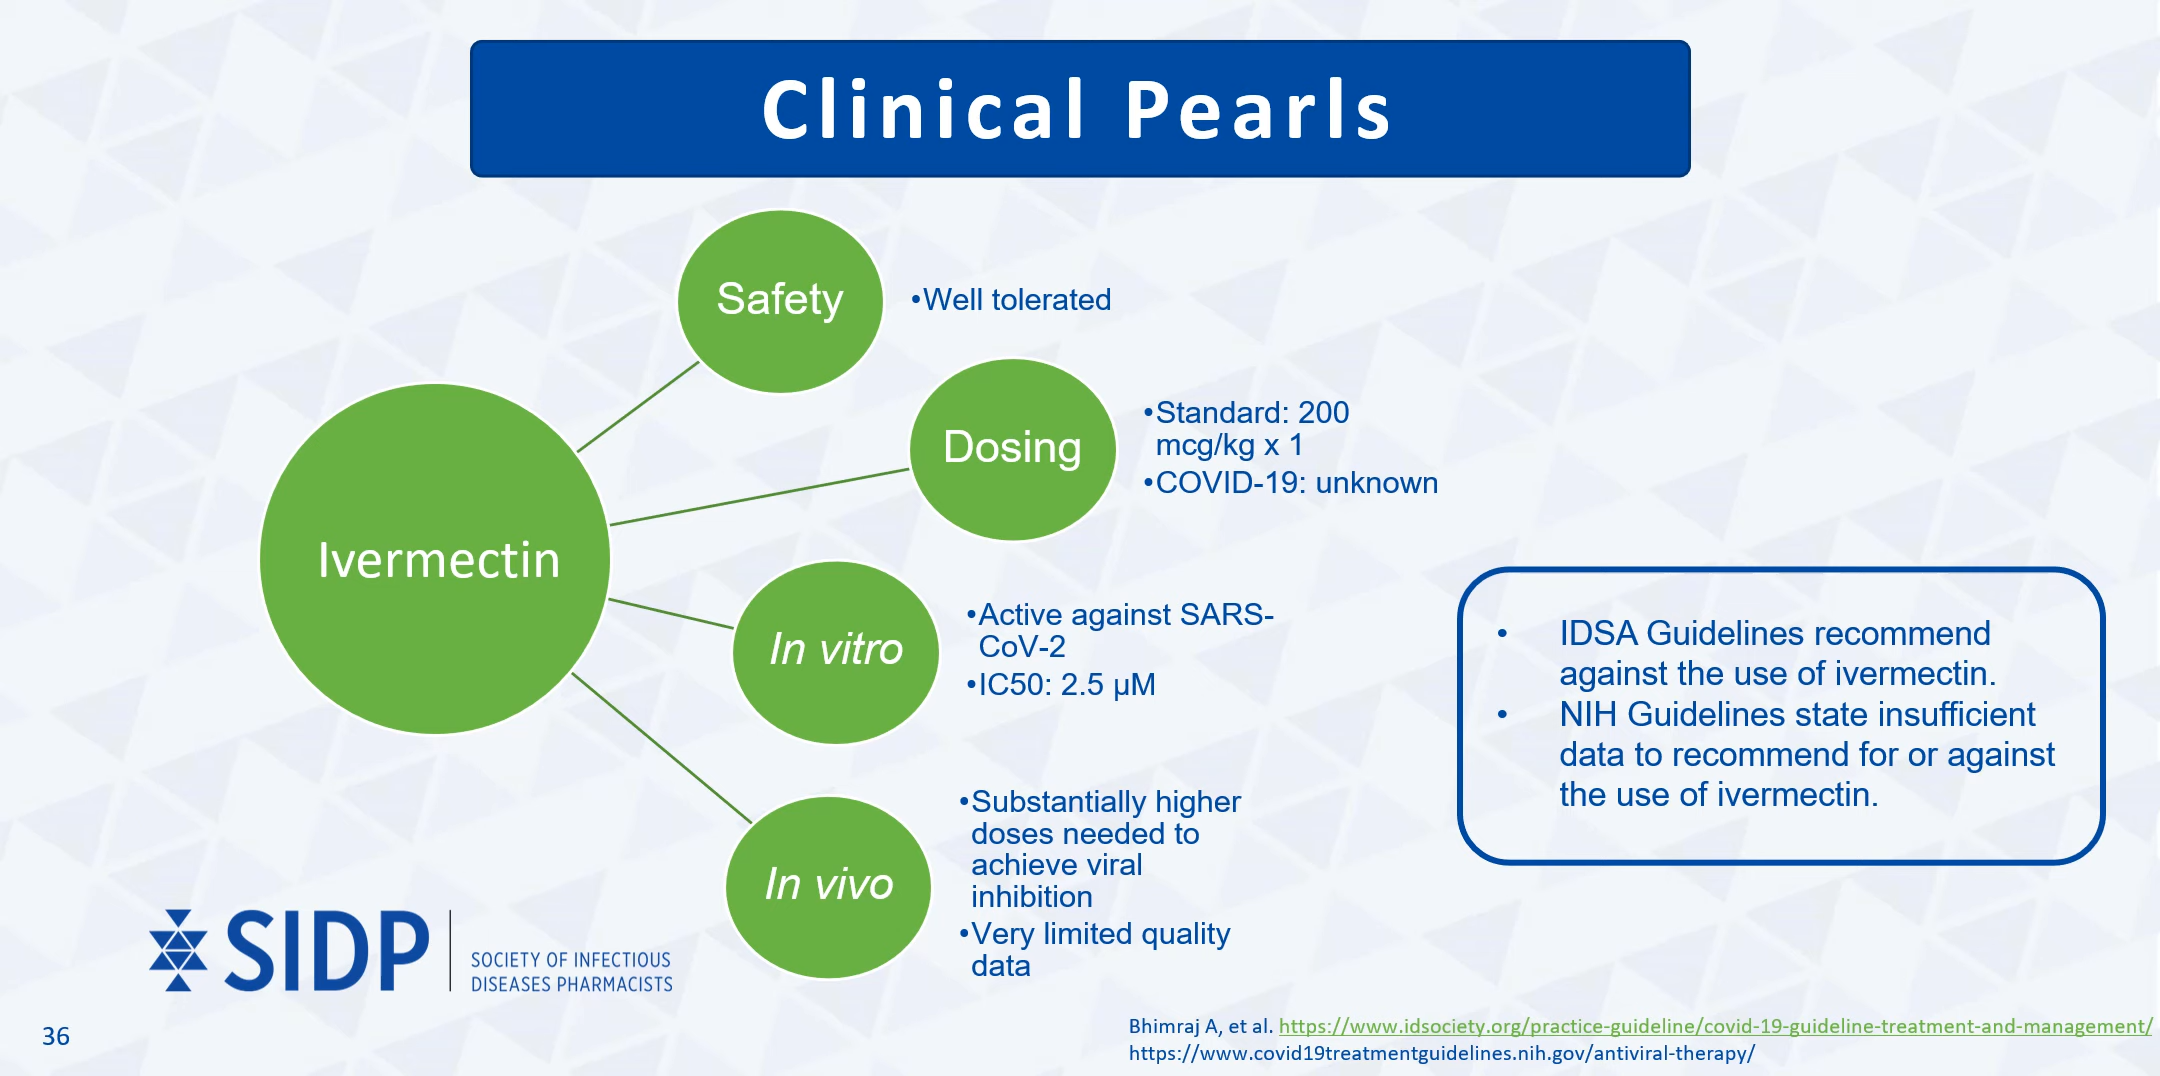 Clinical Pearls
Safety
•Well tolerated
Dosing
•Standard: 200
mcg/kg x 1
•COVID-19: unknown
Ivermectin
In vitro
•Active against SARS-
CoV-2
•IC50: 2.5 µM
In vivo
•Substantially higher
doses needed to
achieve viral
inhibition
•Very limited quality
data
• IDSA Guidelines recommend
against the use of ivermectin.
• NIH Guidelines state insufficient
data to recommend for or against
the use of ivermectin.
SIDP
SOCIETY OF INFECTIOUS
DISEASES PHARMACISTS
36
Bhimraj A, et al. https://www.idsociety.org/practice-guideline/covid-19-guideline-treatment-and-management/
https://www.covid19treatmentguidelines.nih.gov/antiviral-therapy/